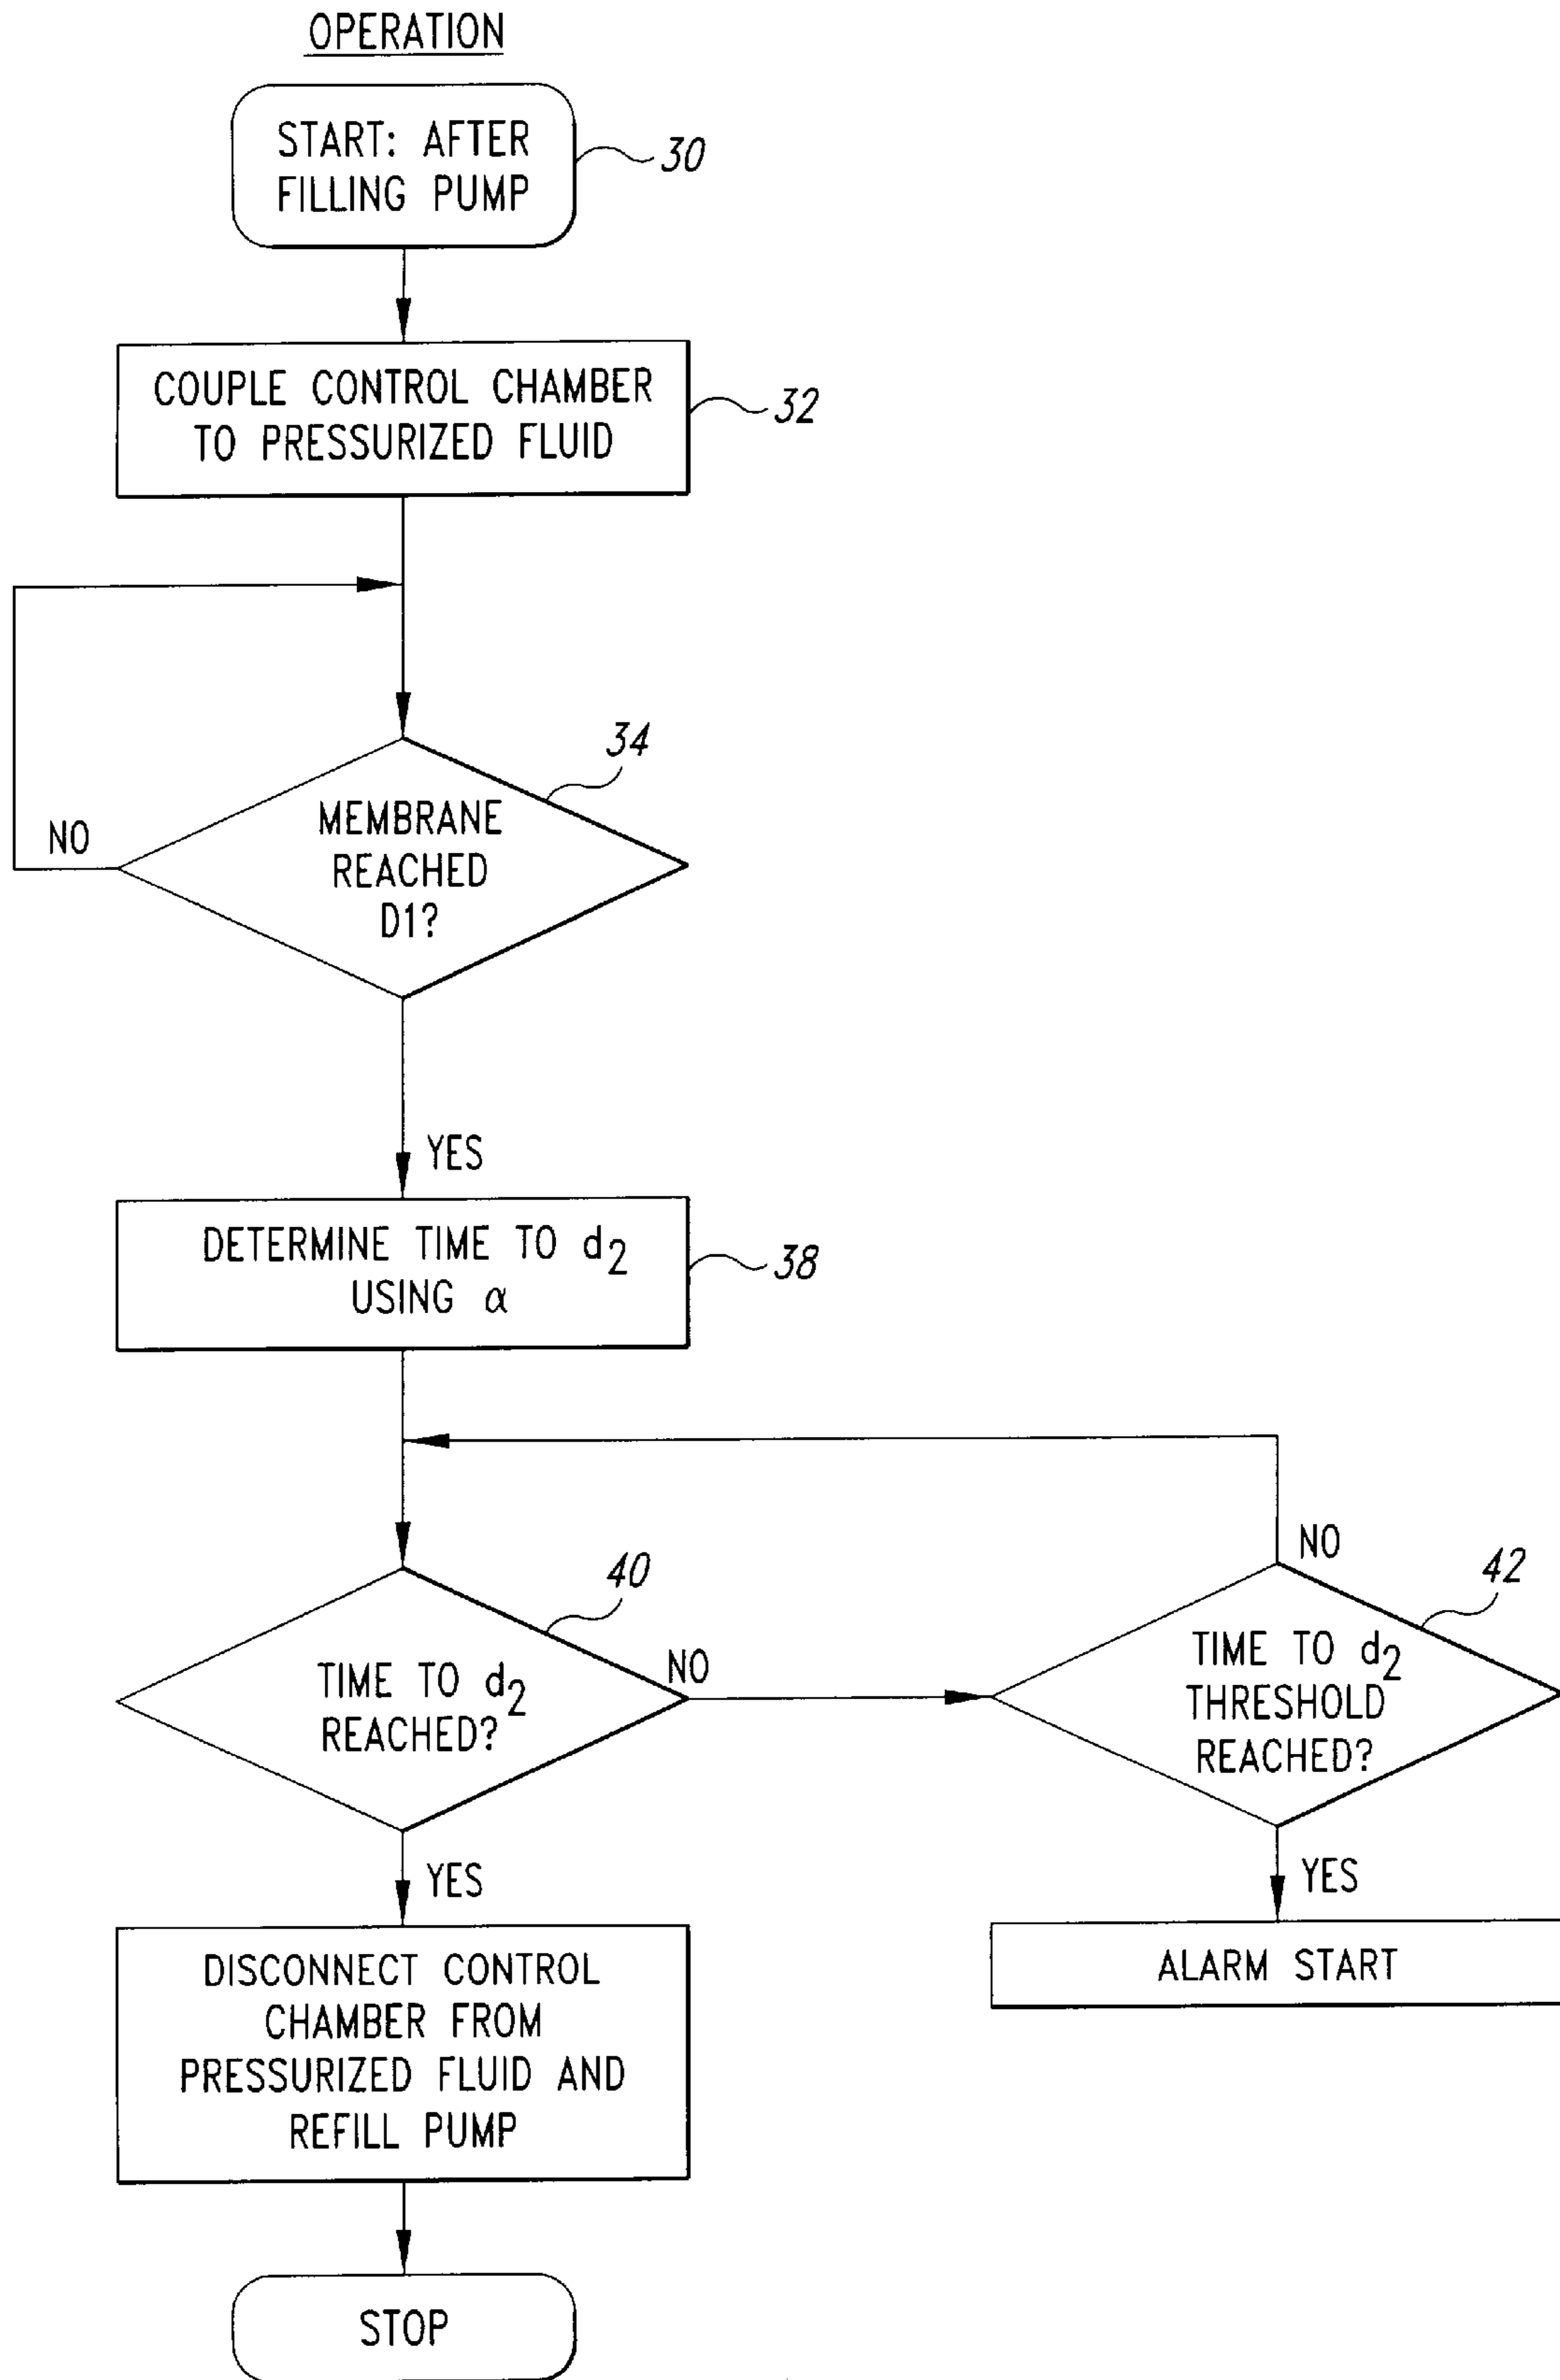 OPERATION
START: AFTER
FILLING PUMP
30
COUPLE CONTROL CHAMBER
TO PRESSURIZED FLUID
32
34
MEMBRANE
REACHED
D1?
NO
YES
DETERMINE TIME TO d2
USING α
38
40
TIME TO d2
REACHED?
NO
NO
42
TIME TO d2
THRESHOLD
REACHED?
YES
YES
DISCONNECT CONTROL
CHAMBER FROM
PRESSURIZED FLUID AND
REFILL PUMP
ALARM START
STOP